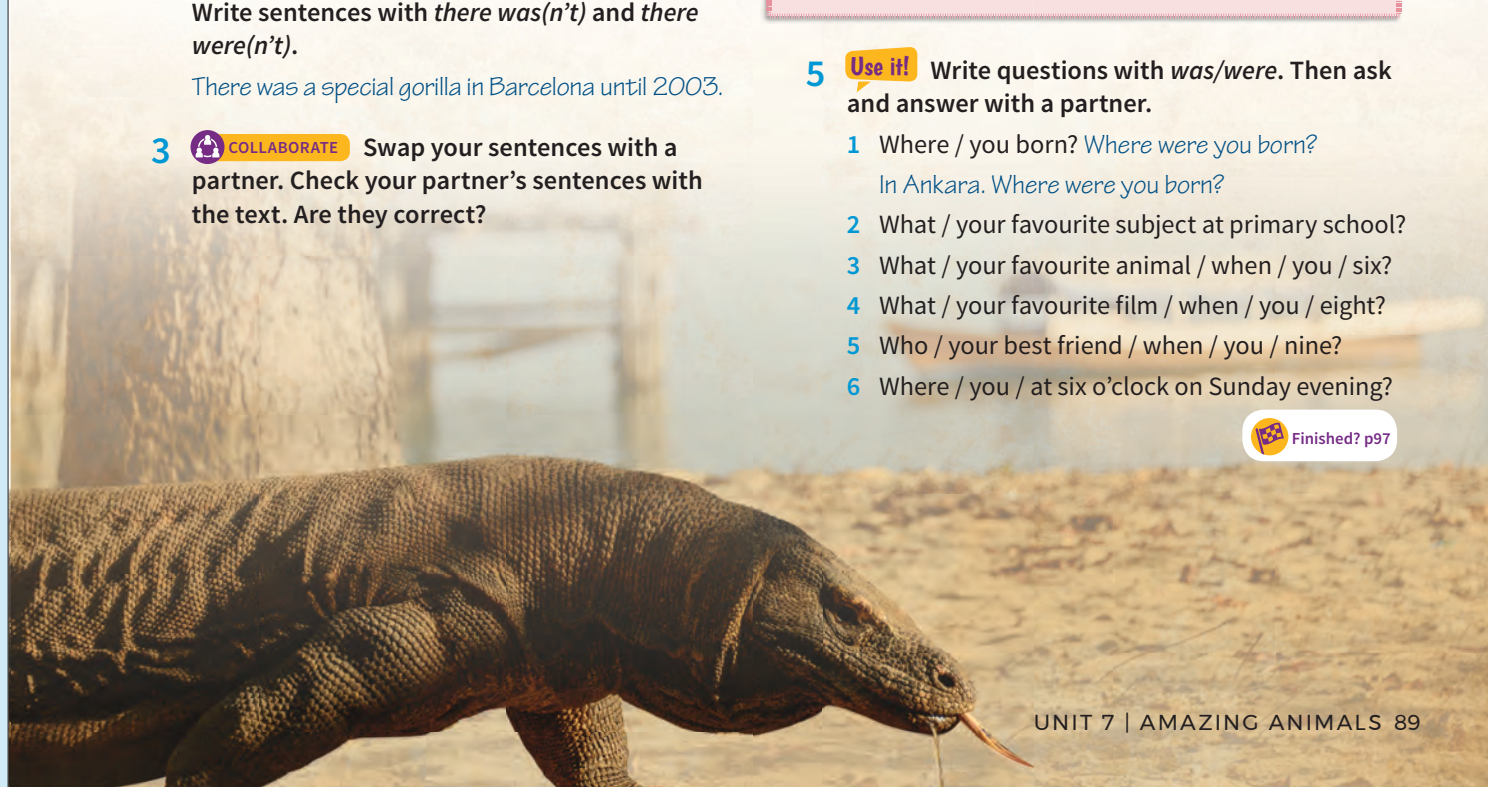 Write sentences with there was(n't) and there
were(n't).
There was a special gorilla in Barcelona until 2003.
3 COLLABORATE Swap your sentences with a
partner. Check your partner's sentences with
the text. Are they correct?
5 Use it! Write questions with was/were. Then ask
and answer with a partner.
1 Where / you born? Where were you born?
In Ankara. Where were you born?
2 What / your favourite subject at primary school?
3 What / your favourite animal / when / you / six?
4 What / your favourite film / when / you / eight?
5 Who / your best friend / when / you / nine?
6 Where / you / at six o'clock on Sunday evening?
Finished? p97
UNIT 7 | AMAZING ANIMALS 89